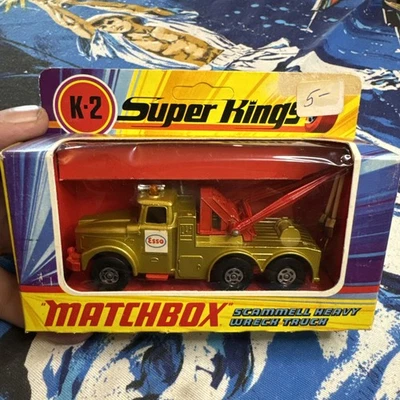 K-2
Super Kings
5-
ESSO
"MATCHBOX"
SCAMMELL HEAVY
WRECK TRUCK